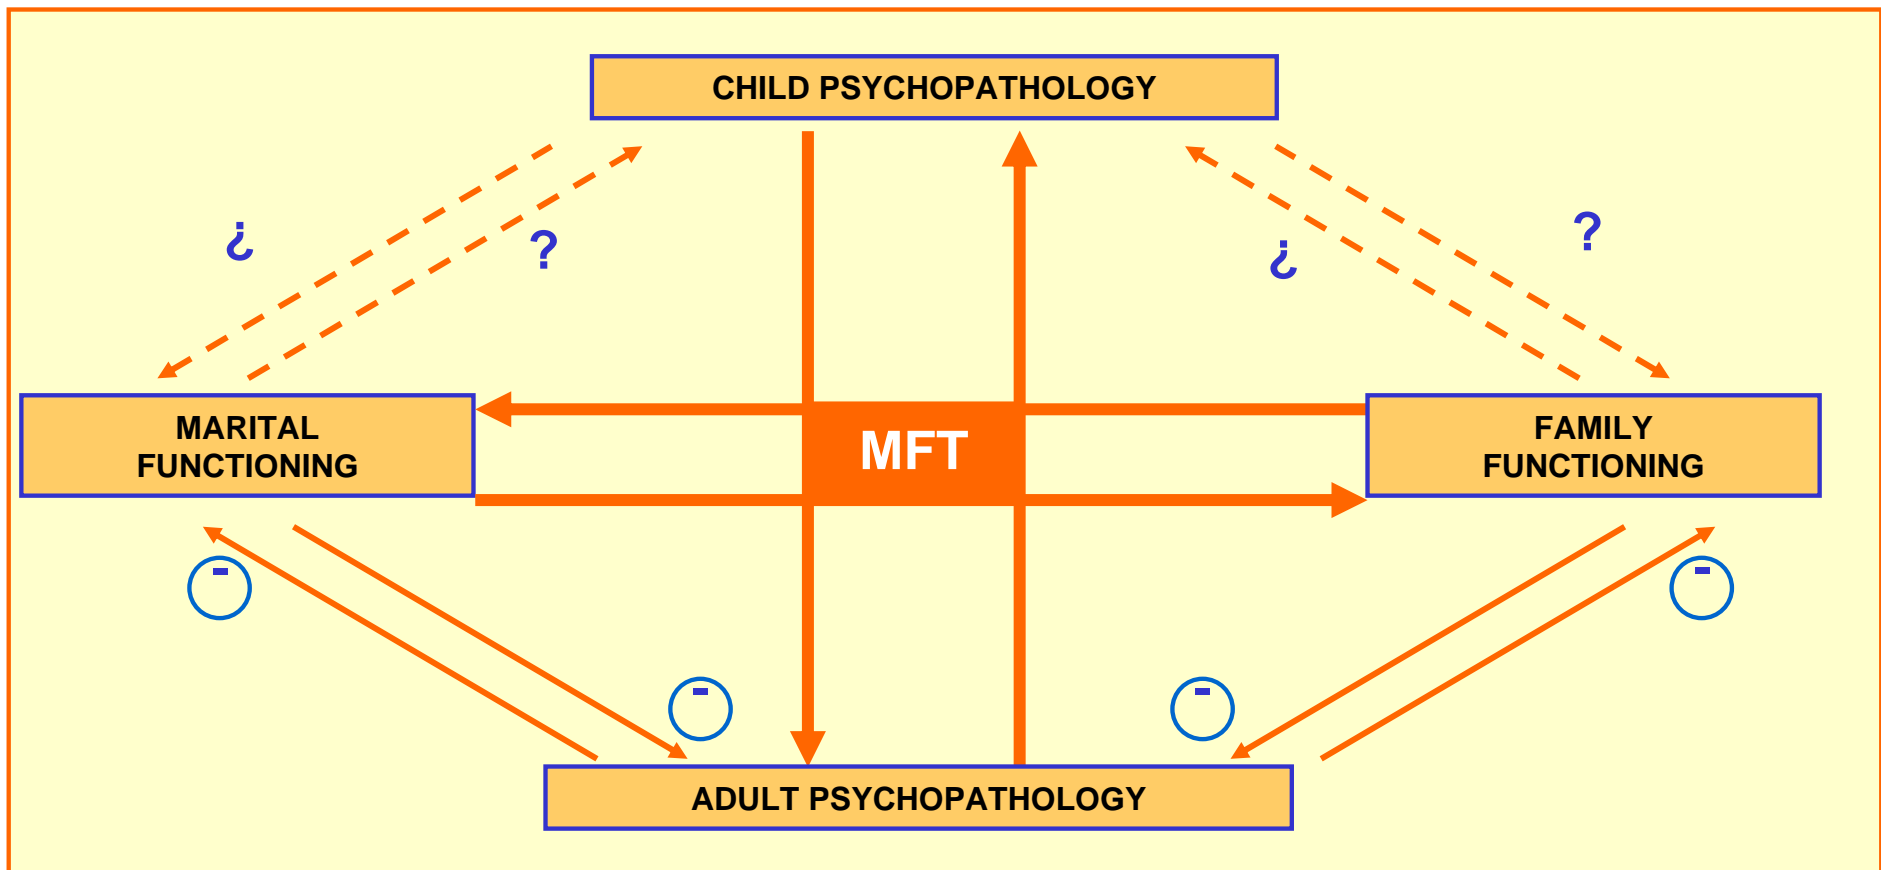 CHILD PSYCHOPATHOLOGY
¿
?
¿
?
MARITAL
FUNCTIONING
MFT
FAMILY
FUNCTIONING
-
-
-
-
ADULT PSYCHOPATHOLOGY